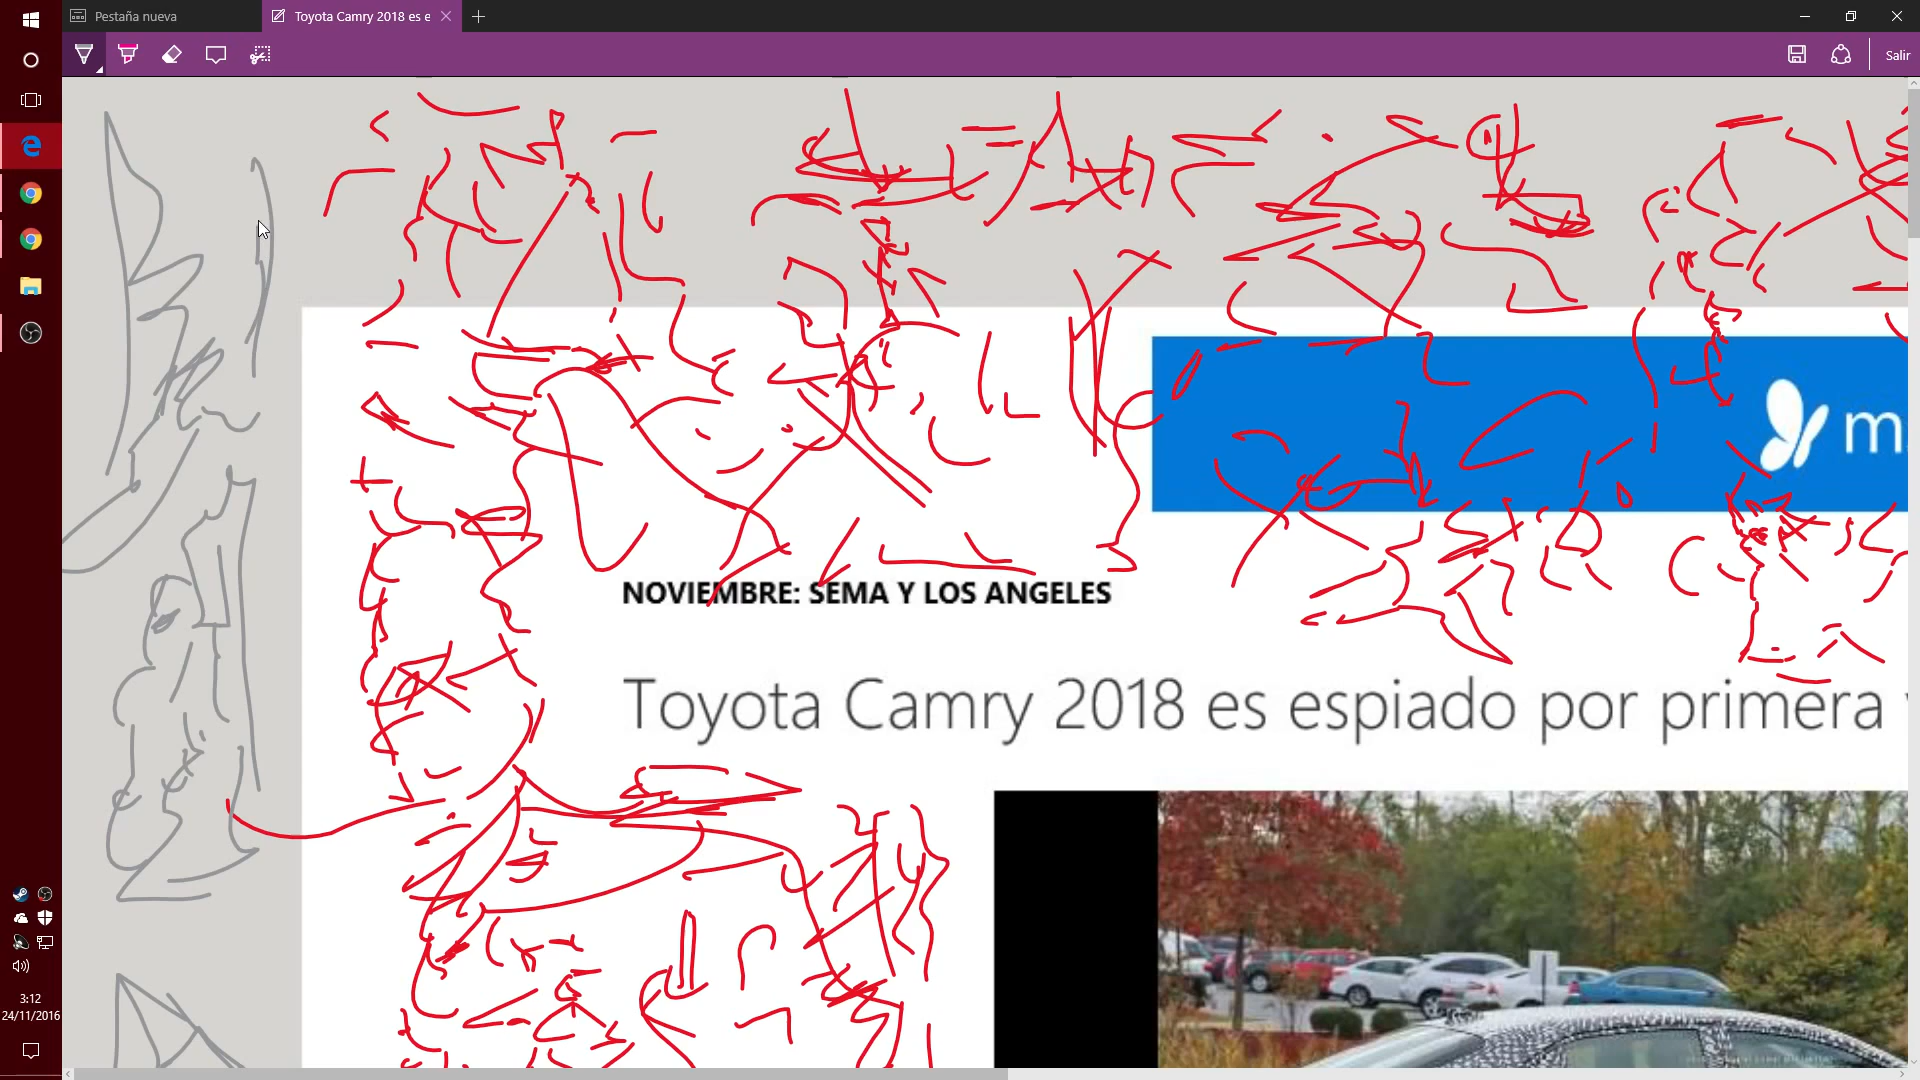 Pestaña nueva
Toyota Camry 2018 es e
Salir
m
NOVIEMBRE: SEMA Y LOS ANGELES
Toyota Camry 2018 es espiado por primera
3:12
24/11/2016